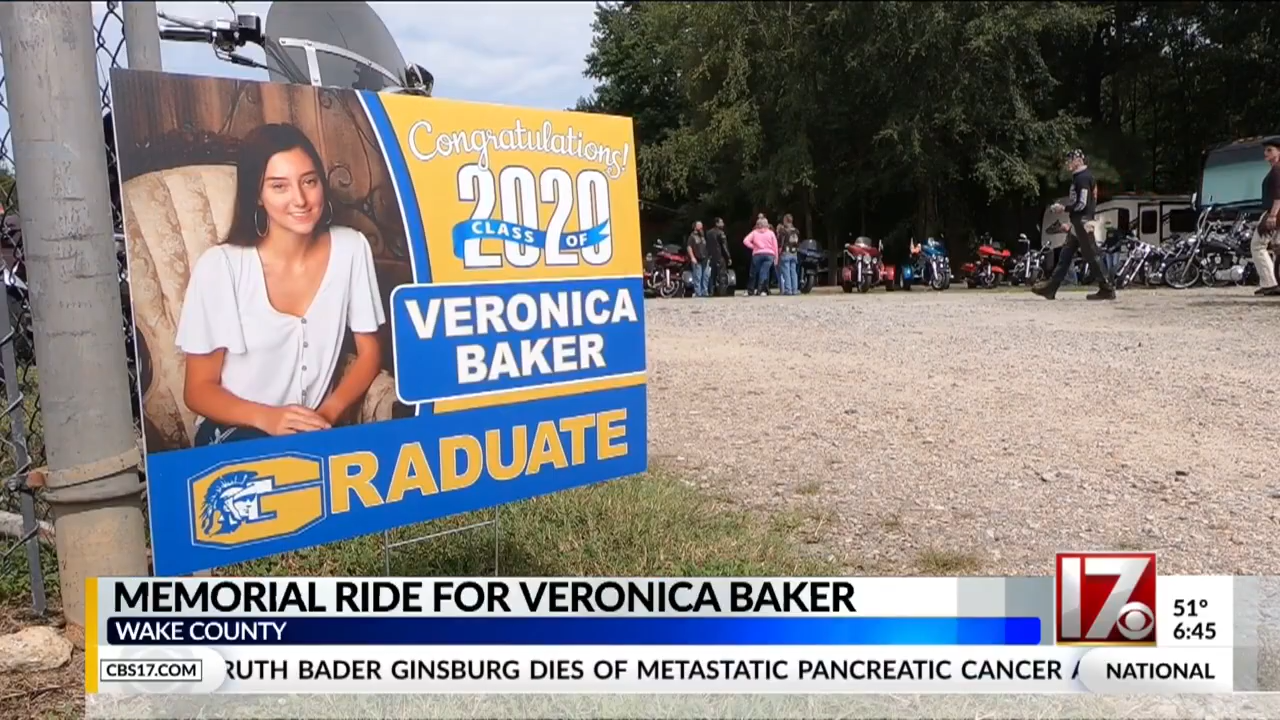 Congratulations!
2020
CLASS OF
VERONICA
BAKER
GRADUATE
MEMORIAL RIDE FOR VERONICA BAKER
WAKE COUNTY
17
51°
6:45
CBS17.COM
RUTH BADER GINSBURG DIES OF METASTATIC PANCREATIC CANCER
NATIONAL